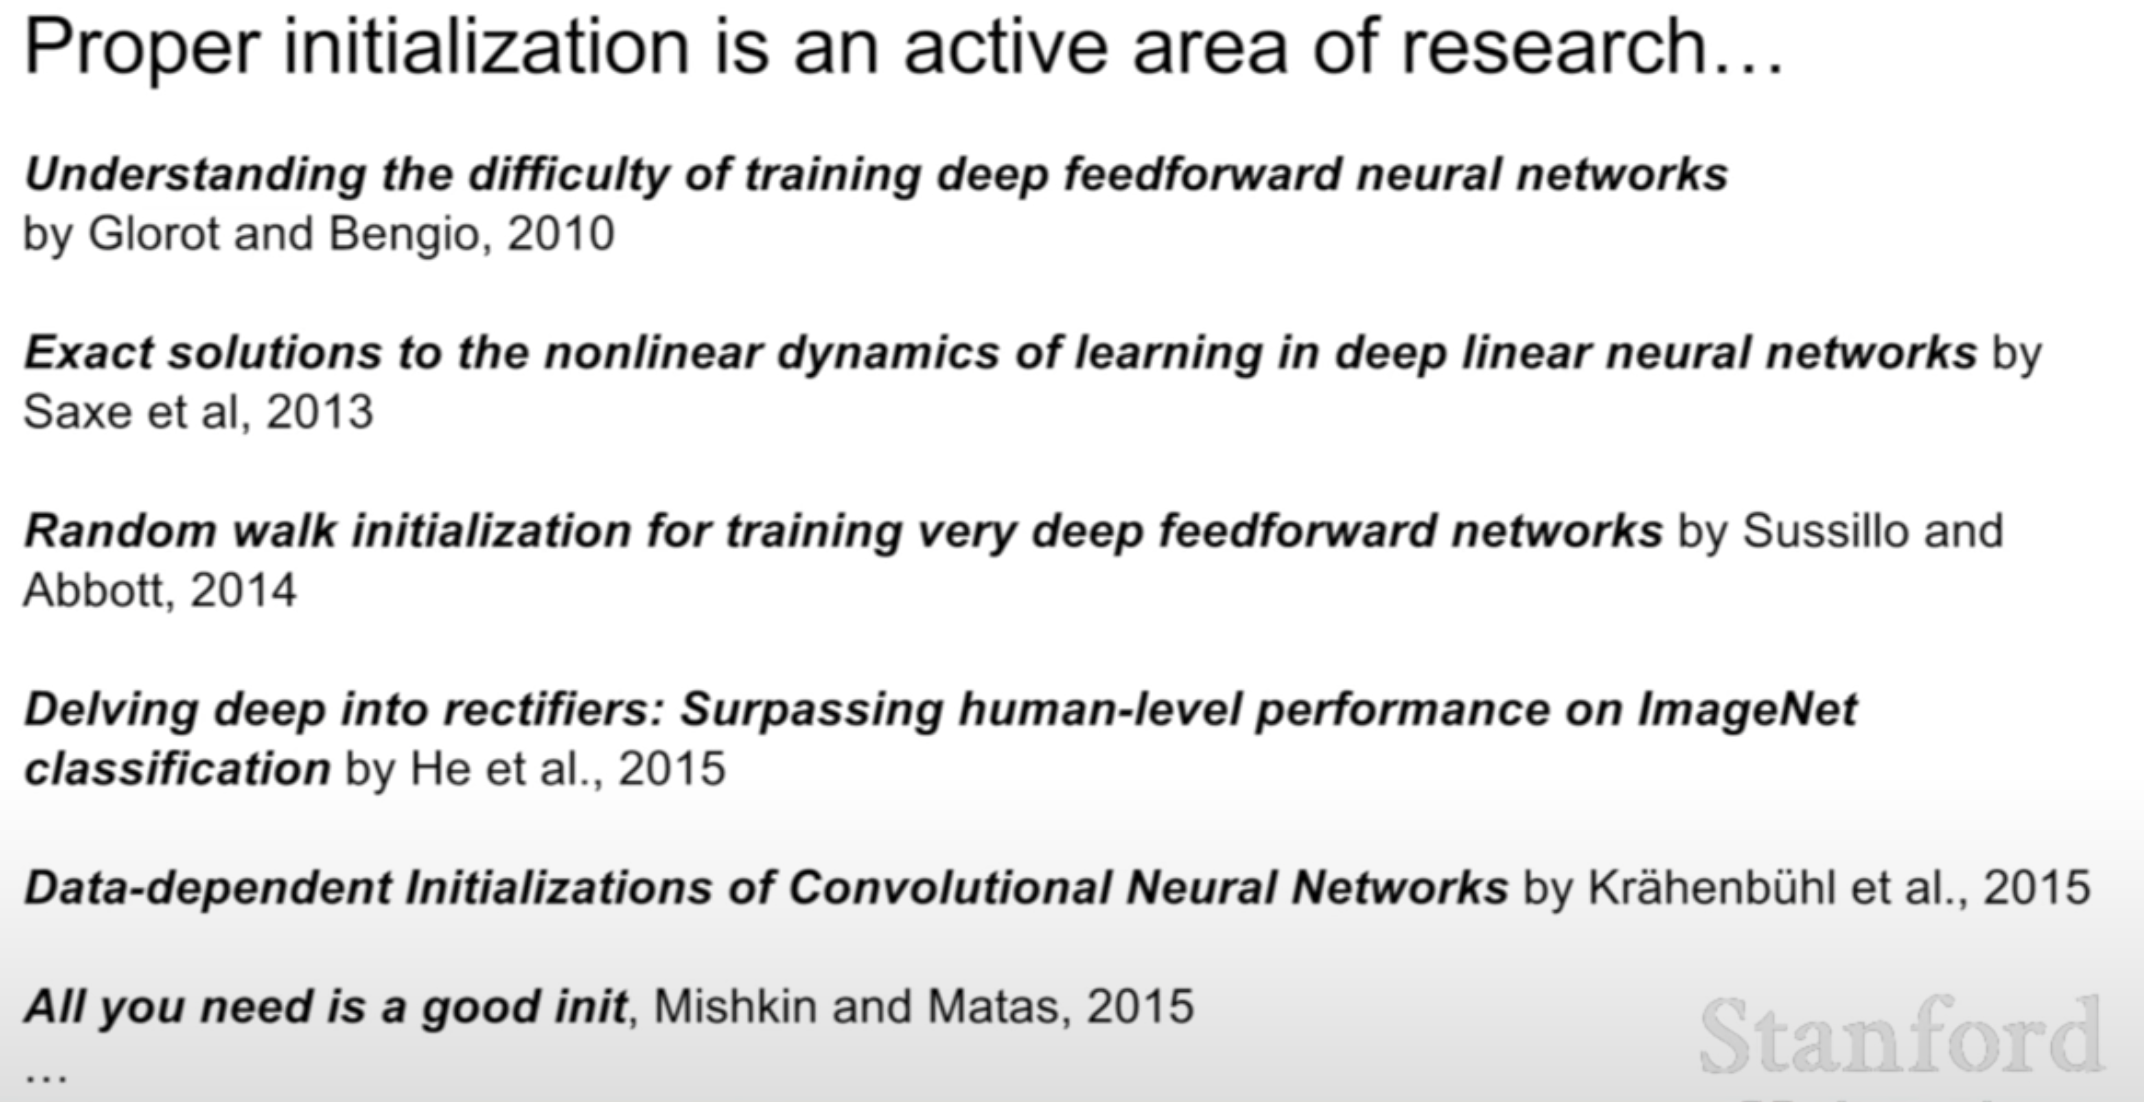 Proper initialization is an active area of research…
Understanding the difficulty of training deep feedforward neural networks
by Glorot and Bengio, 2010
Exact solutions to the nonlinear dynamics of learning in deep linear neural networks by
Saxe et al, 2013
Random walk initialization for training very deep feedforward networks by Sussillo and
Abbott, 2014
Delving deep into rectifiers: Surpassing human-level performance on ImageNet
classification by He et al., 2015
Data-dependent Initializations of Convolutional Neural Networks by Krähenbühl et al., 2015
All you need is a good init, Mishkin and Matas, 2015
…
Stanford